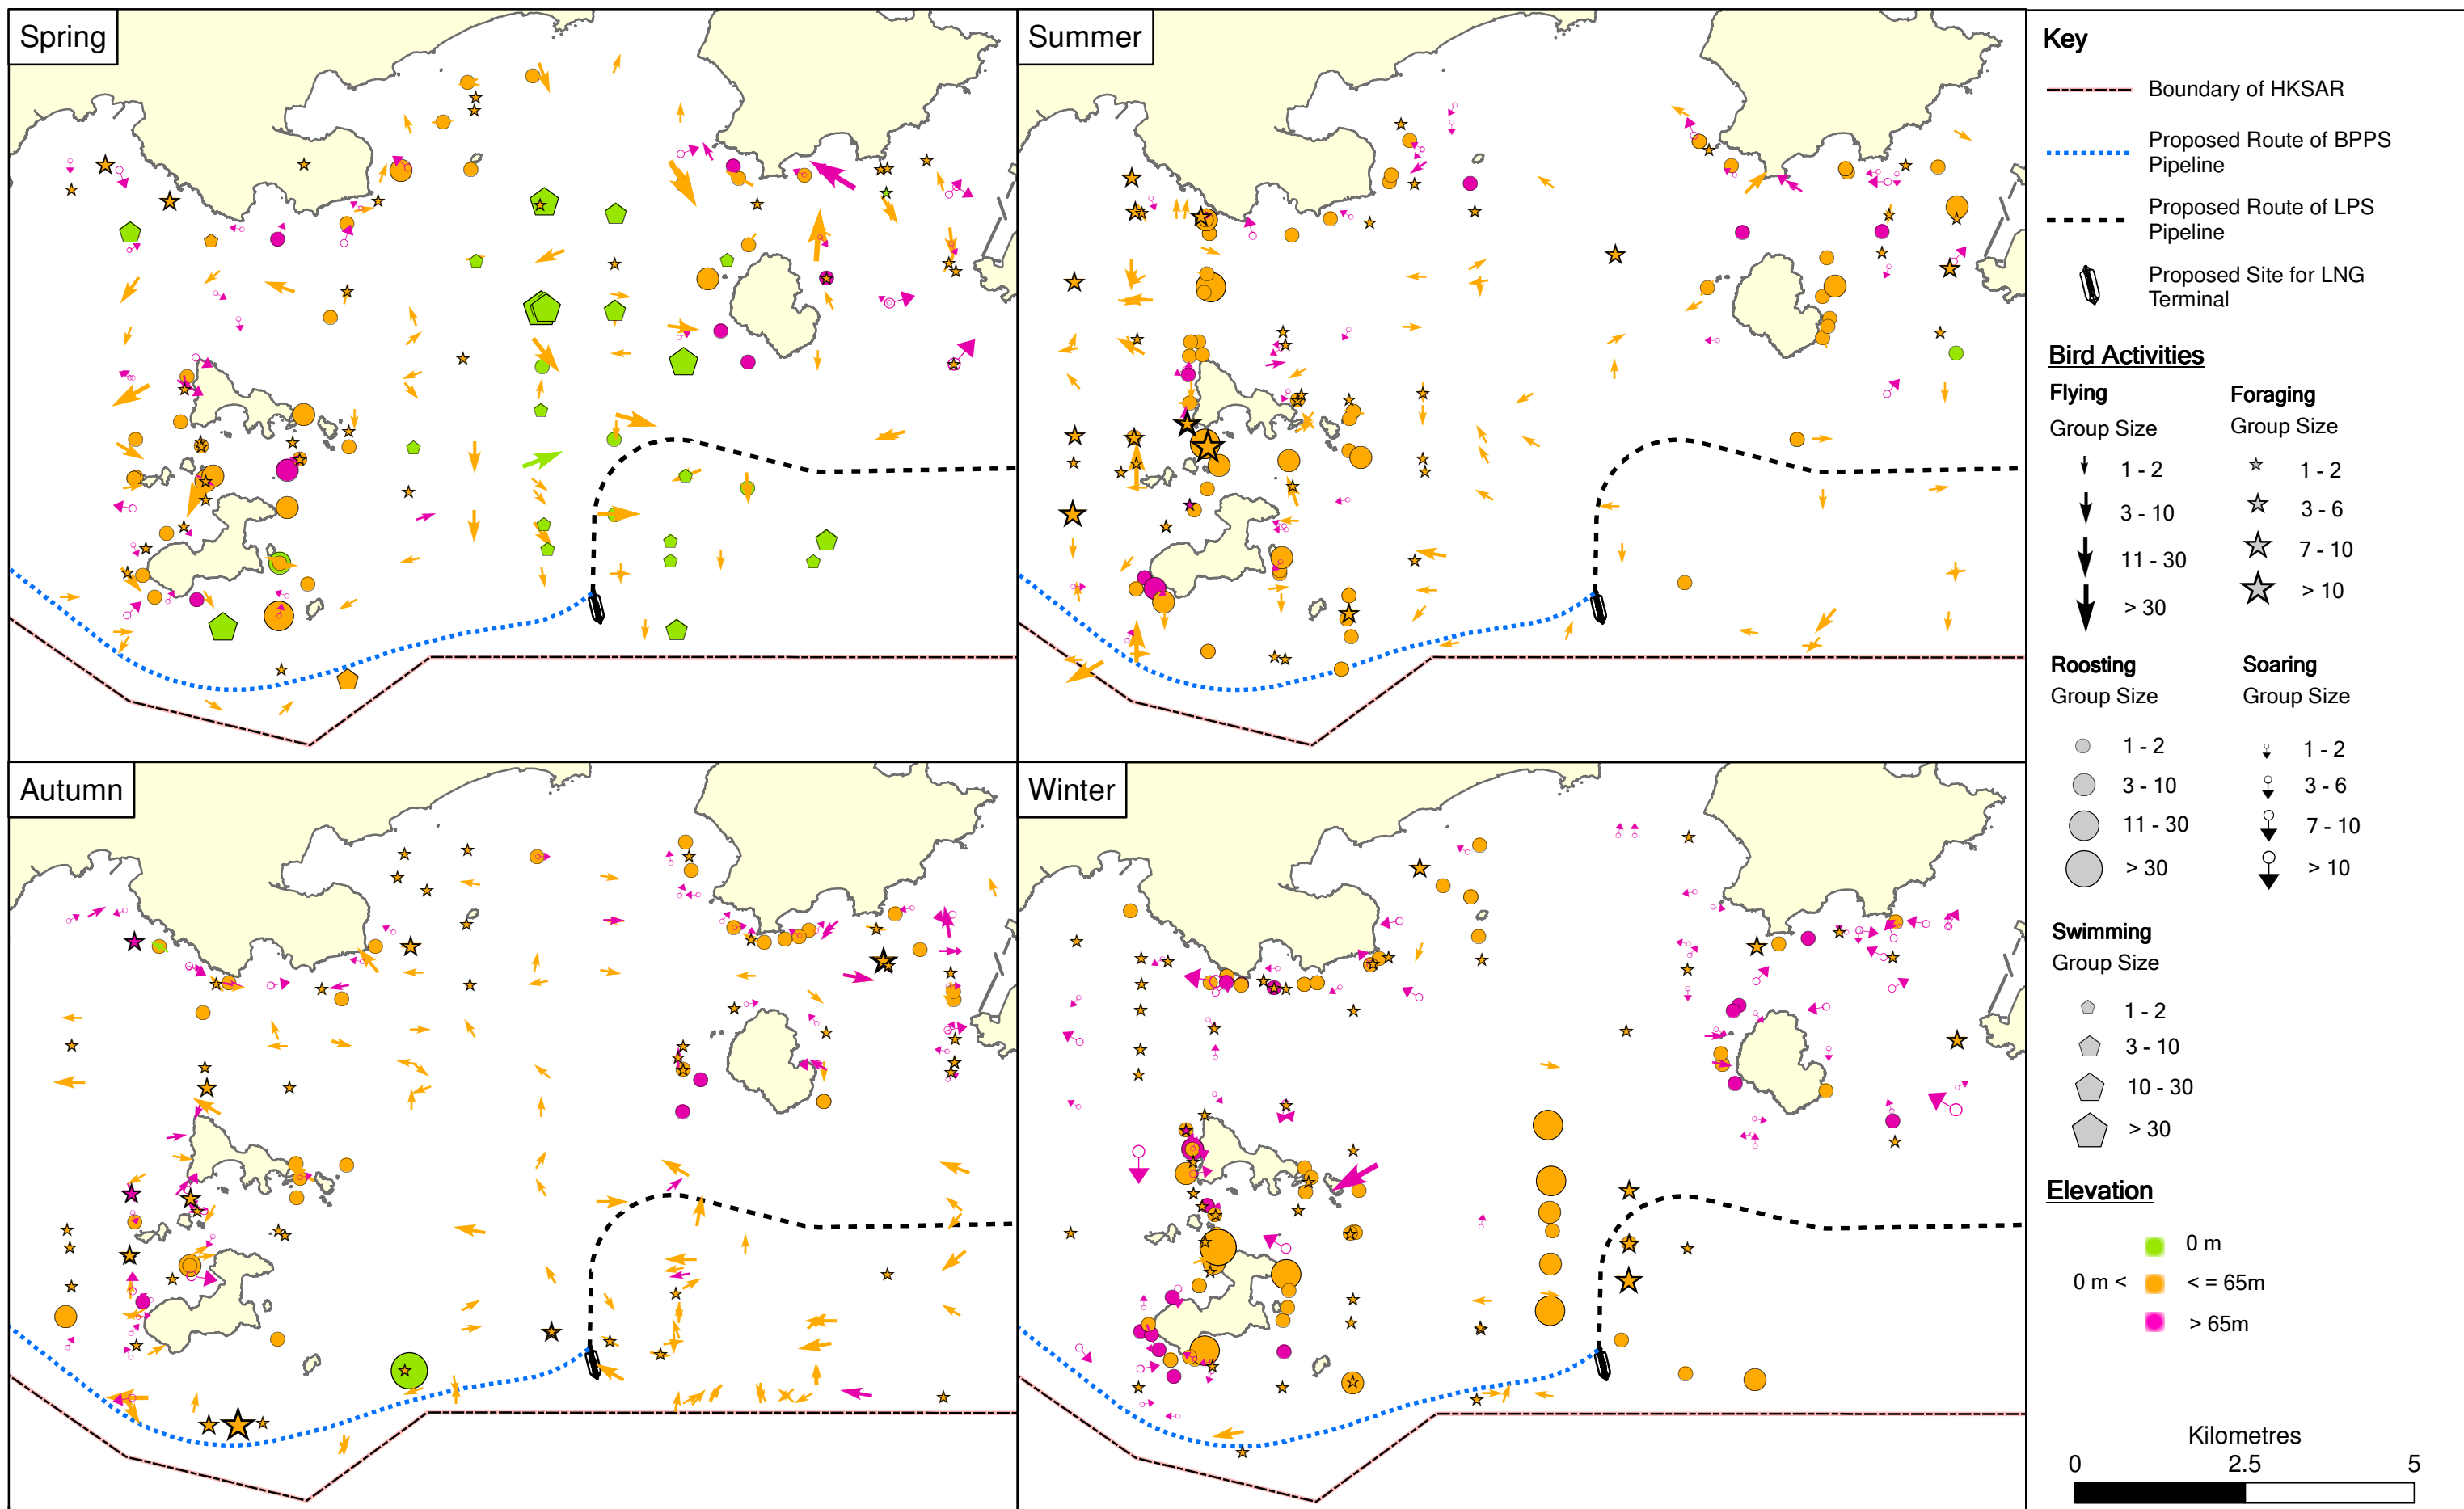 Spring
Summer
Autumn
Winter
Key
Boundary of HKSAR
Proposed Route of BPPS
Pipeline
Proposed Route of LPS
Pipeline
Proposed Site for LNG
Terminal
Bird Activities
Flying
Group Size
1 - 2
3 - 10
11 - 30
> 30
Foraging
Group Size
1 - 2
3 - 6
7 - 10
> 10
Roosting
Group Size
1 - 2
3 - 10
11 - 30
> 30
Soaring
Group Size
1 - 2
3 - 6
7 - 10
> 10
Swimming
Group Size
1 - 2
3 - 10
10 - 30
> 30
Elevation
0 m
0 m < < = 65m
> 65m
Kilometres
0 2.5 5